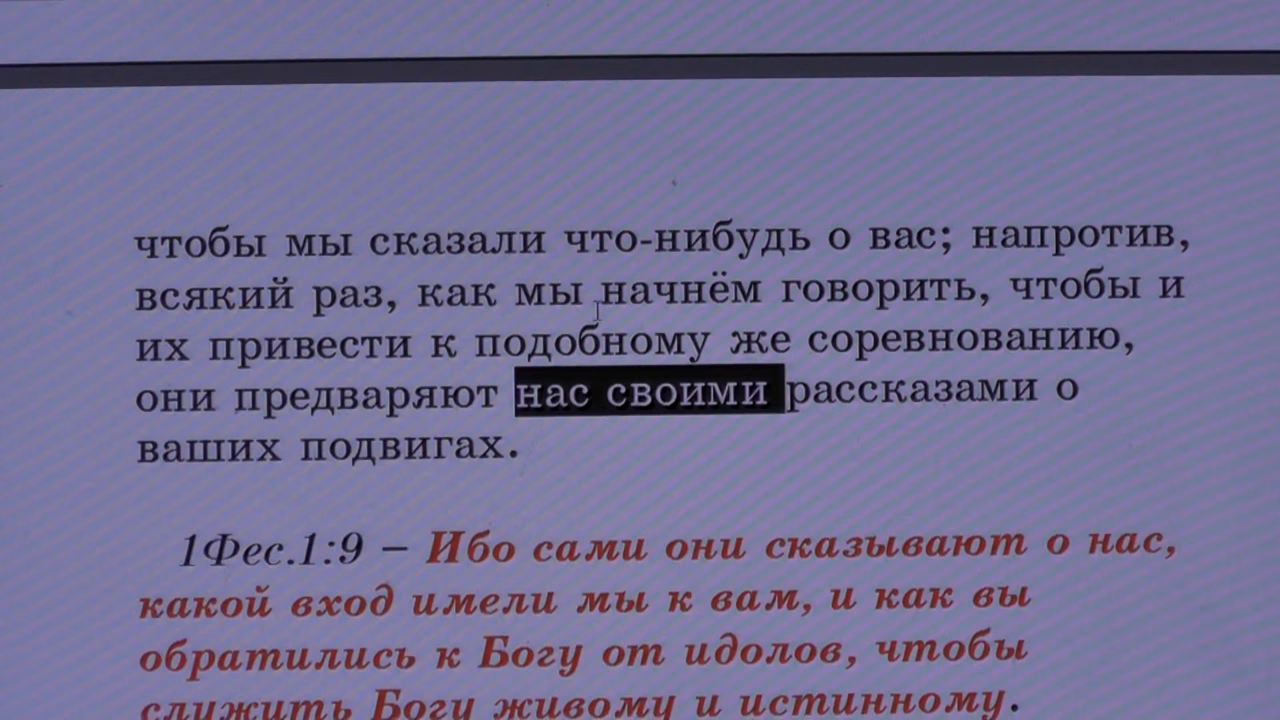 чтобы мы сказали что-нибудь о вас; напротив,
всякий раз, как мы начнём говорить, чтобы и
их привести к подобному же соревнованию,
они предваряют нас своими рассказами о
ваших подвигах.
1Фес.1:9 – Ибо сами они сказывают о нас,
какой вход имели мы к вам, и как вы
обратились к Богу от идолов, чтобы
служить Богу живому и истинному.